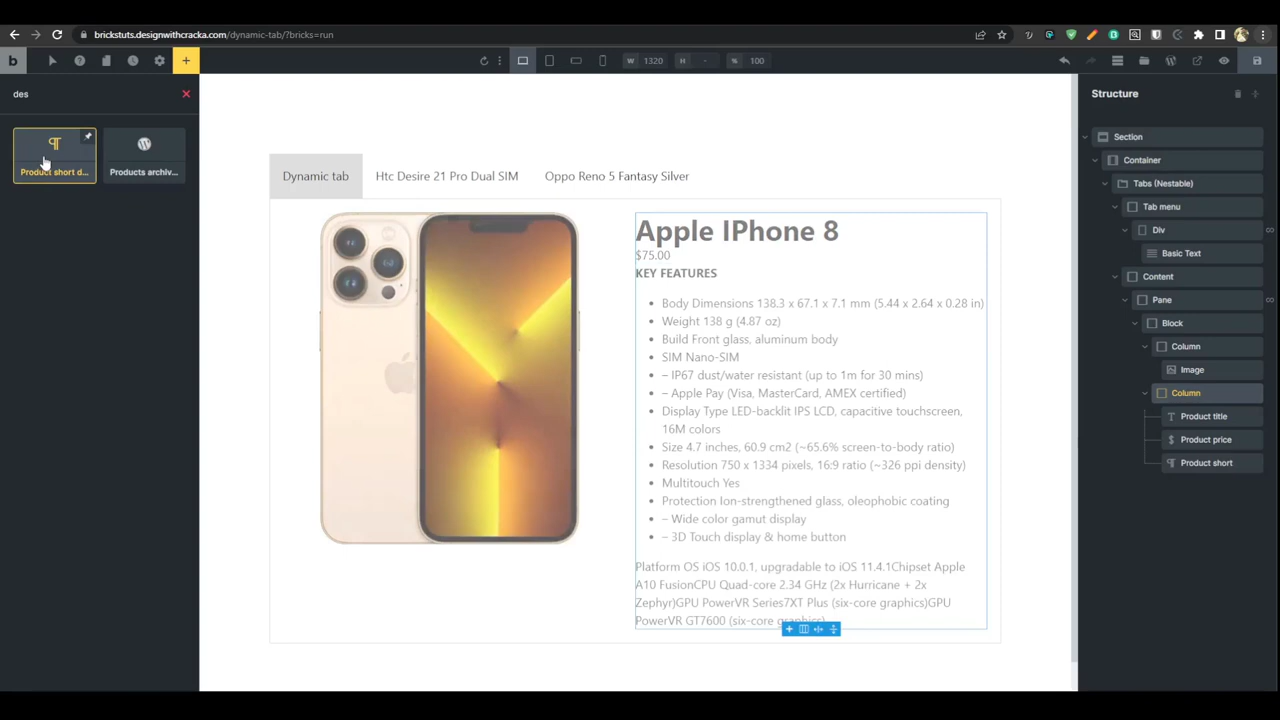 brickstuts.designwithcracka.com/dynamic-tab/?bricks=run
b
W 1320 H - % 100
des
Structure
Product short d...
Products archiv...
Section
Container
Tabs (Nestable)
Tab menu
Div
Basic Text
Content
Pane
Block
Column
Image
Column
Product title
Product price
Product short
Dynamic tab
Htc Desire 21 Pro Dual SIM
Oppo Reno 5 Fantasy Silver
Apple IPhone 8
$75.00
KEY FEATURES
• Body Dimensions 138.3 x 67.1 x 7.1 mm (5.44 x 2.64 x 0.28 in)
• Weight 138 g (4.87 oz)
• Build Front glass, aluminum body
• SIM Nano-SIM
• – IP67 dust/water resistant (up to 1m for 30 mins)
• – Apple Pay (Visa, MasterCard, AMEX certified)
• Display Type LED-backlit IPS LCD, capacitive touchscreen,
16M colors
• Size 4.7 inches, 60.9 cm2 (~65.6% screen-to-body ratio)
• Resolution 750 x 1334 pixels, 16:9 ratio (~326 ppi density)
• Multitouch Yes
• Protection Ion-strengthened glass, oleophobic coating
• – Wide color gamut display
• – 3D Touch display & home button
Platform OS iOS 10.0.1, upgradable to iOS 11.4.1Chipset Apple
A10 FusionCPU Quad-core 2.34 GHz (2x Hurricane + 2x
Zephyr)GPU PowerVR Series7XT Plus (six-core graphics)GPU
PowerVR GT7600 (six-core graphics)